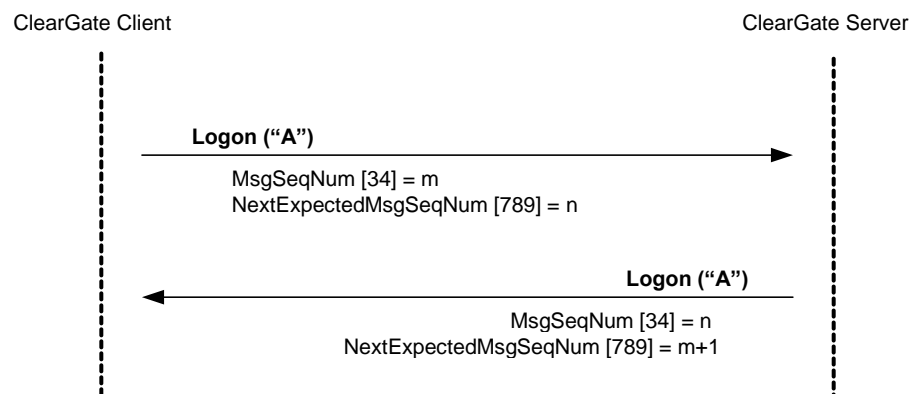 ClearGate Client
ClearGate Server
Logon (“A”)
MsgSeqNum [34] = m
NextExpectedMsgSeqNum [789] = n
Logon (“A”)
MsgSeqNum [34] = n
NextExpectedMsgSeqNum [789] = m+1